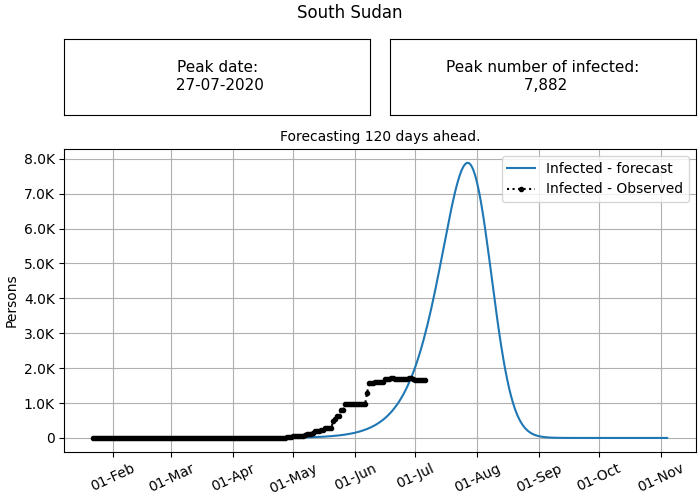 South Sudan
Peak date:
27-07-2020
Peak number of infected:
7,882
Forecasting 120 days ahead.
Infected - forecast
Infected - Observed
8.0K
7.0K
6.0K
5.0K
4.0K
3.0K
2.0K
1.0K
0
Persons
01-Feb
01-Mar
01-Apr
01-May
01-Jun
01-Jul
01-Aug
01-Sep
01-Oct
01-Nov